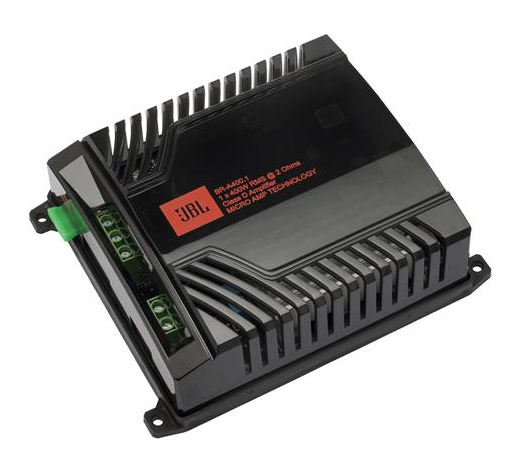 JBL
BR-A400.1
1 x 400W RMS @ 2 Ohms
Class D Amplifier
MICRO AMP TECHNOLOGY